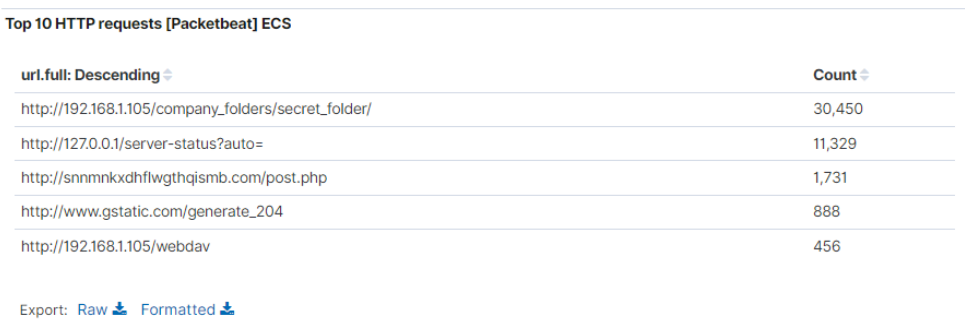 Top 10 HTTP requests [Packetbeat] ECS
url.full: Descending Count
http://192.168.1.105/company_folders/secret_folder/ 30,450
http://127.0.0.1/server-status?auto= 11,329
http://snnmnkxdhflwgthqismb.com/post.php 1,731
http://www.gstatic.com/generate_204 888
http://192.168.1.105/webdav 456
Export: Raw Formatted